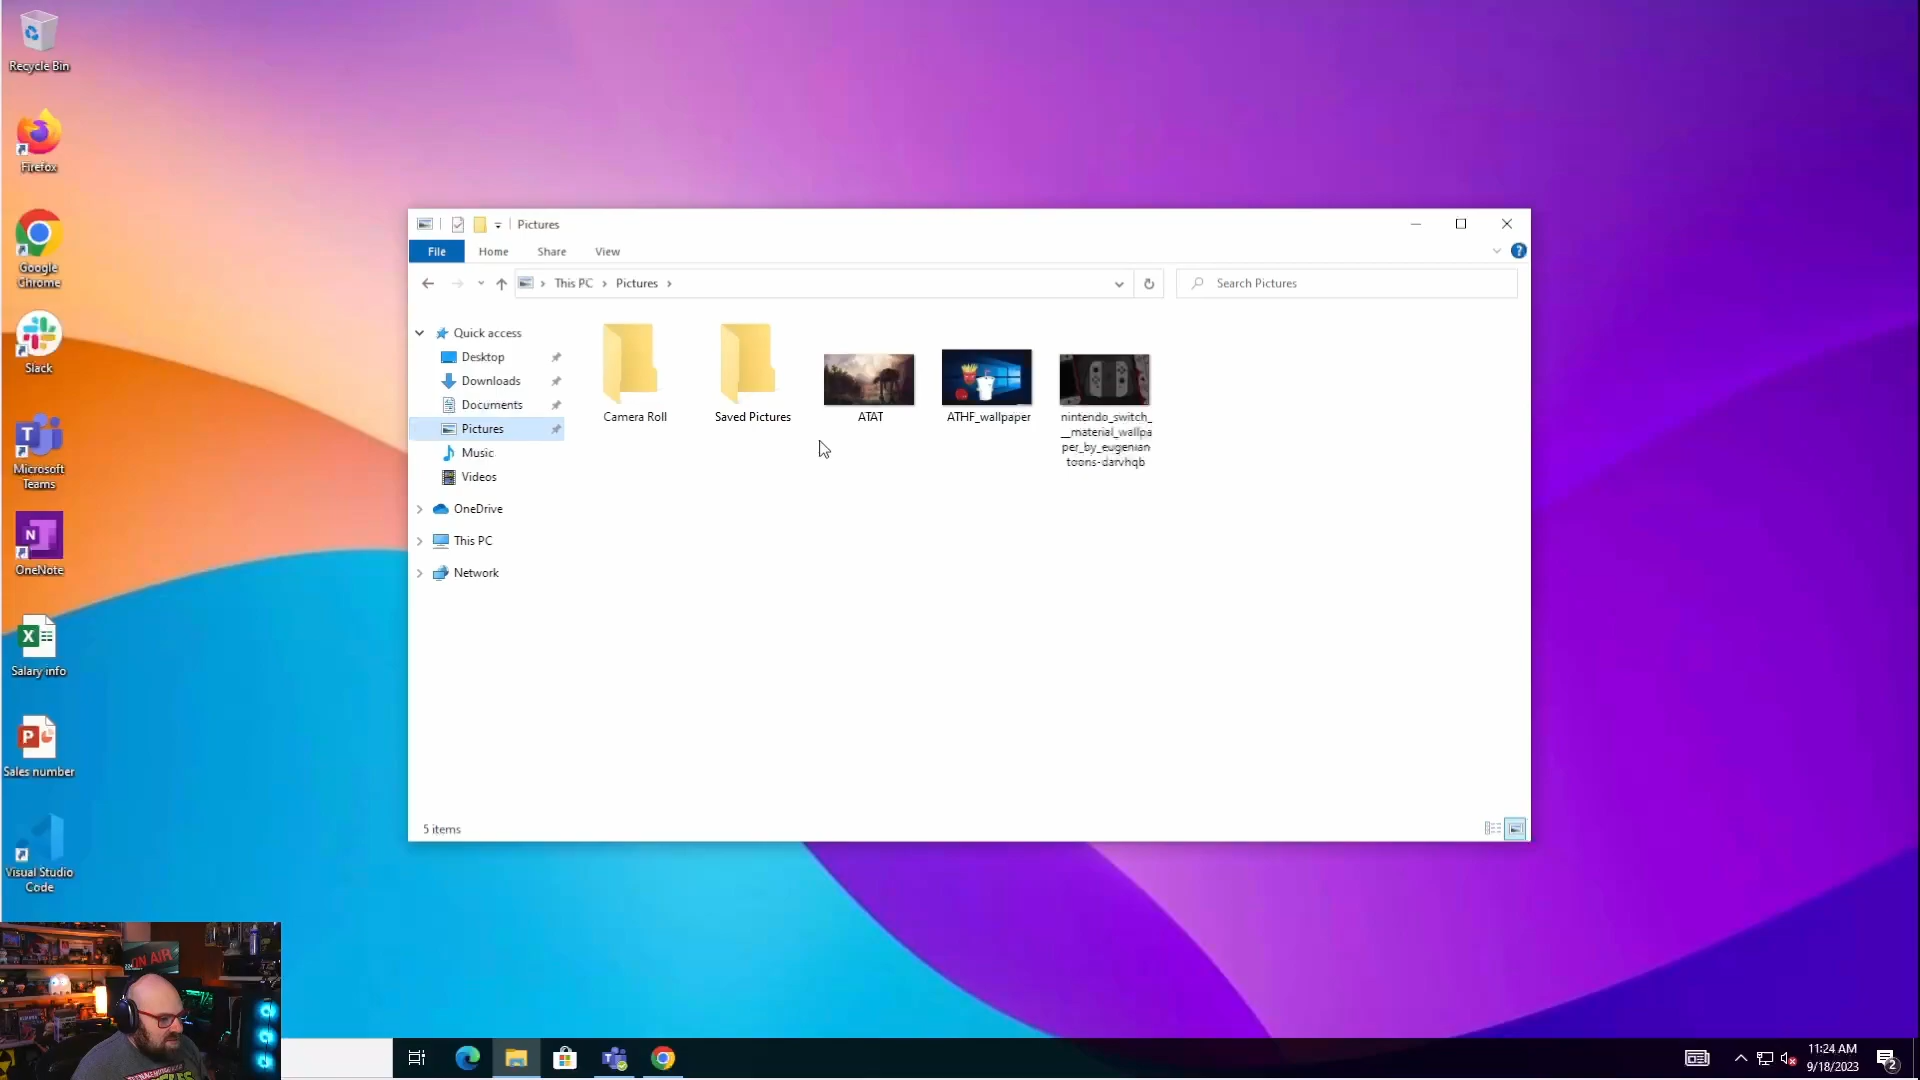 Recycle Bin
Firefox
Google
Chrome
Slack
Microsoft
Teams
OneNote
Salary info
Sales number
Visual Studio
Code
Pictures
File Home Share View
This PC Pictures
Search Pictures
Quick access
Desktop
Downloads
Documents
Pictures
Music
Videos
OneDrive
This PC
Network
Camera Roll
Saved Pictures
ATAT
ATHF_wallpaper
nintendo_switch_
_material_wallpa
per_by_eugenian
toons-darvhqb
5 items
ON AIR
11:24 AM
9/18/2023
2